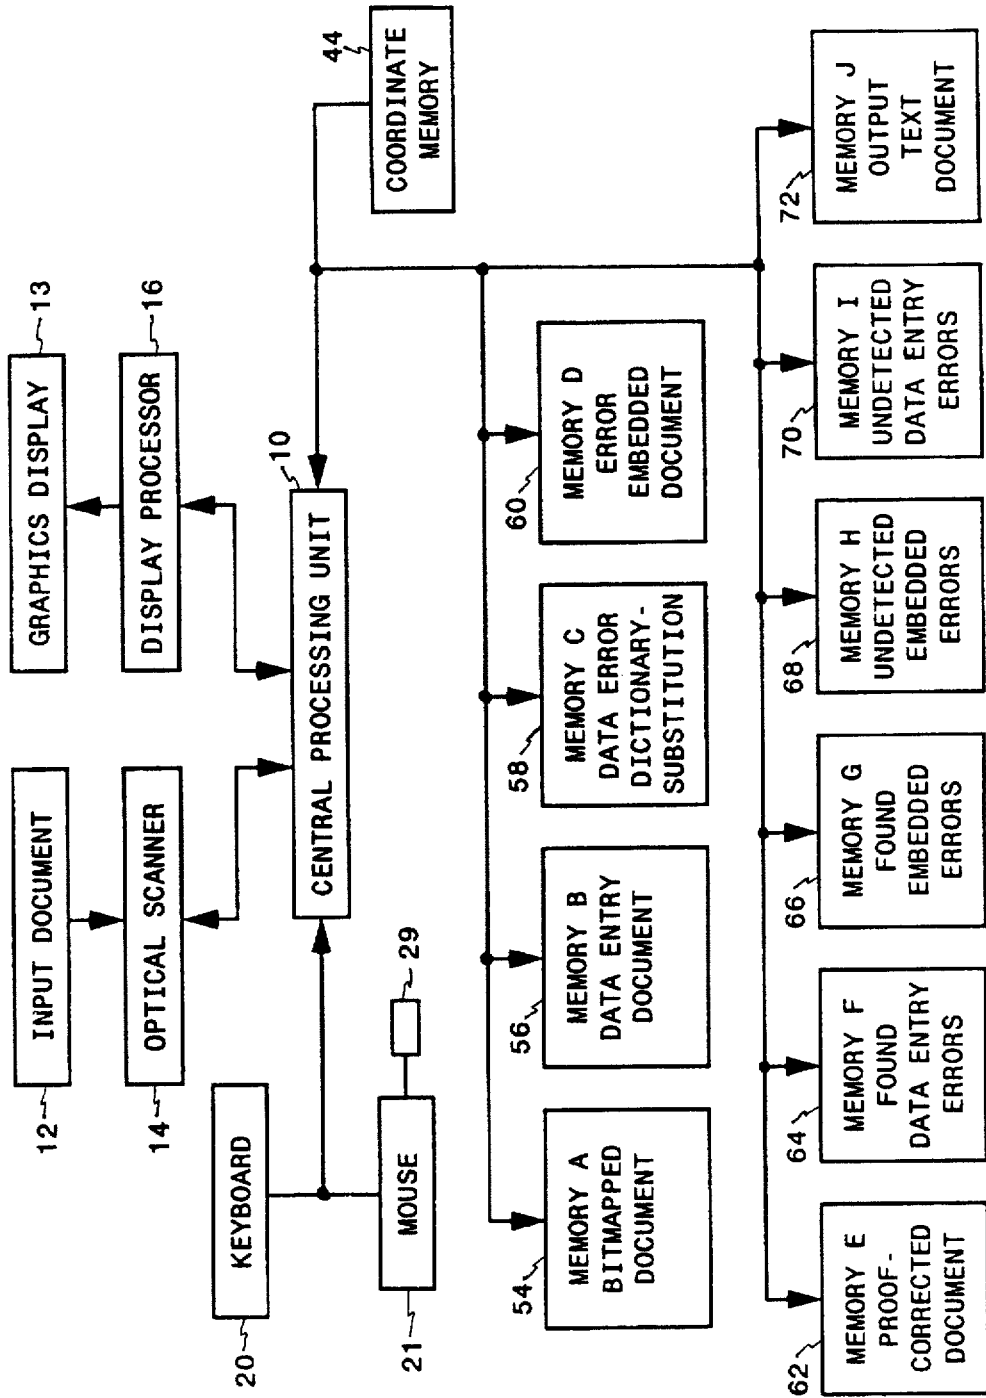 12
INPUT DOCUMENT
GRAPHICS DISPLAY
13
14
OPTICAL SCANNER
DISPLAY PROCESSOR
16
20
KEYBOARD
10
CENTRAL PROCESSING UNIT
44
COORDINATE
MEMORY
21
MOUSE
29
54
MEMORY A
BITMAPPED
DOCUMENT
56
MEMORY B
DATA ENTRY
DOCUMENT
58
MEMORY C
DATA ERROR
DICTIONARY-
SUBSTITUTION
60
MEMORY D
ERROR
EMBEDDED
DOCUMENT
62
MEMORY E
PROOF-
CORRECTED
DOCUMENT
64
MEMORY F
FOUND
DATA ENTRY
ERRORS
66
MEMORY G
FOUND
EMBEDDED
ERRORS
68
MEMORY H
UNDETECTED
EMBEDDED
ERRORS
70
MEMORY I
UNDETECTED
DATA ENTRY
ERRORS
72
MEMORY J
OUTPUT
TEXT
DOCUMENT